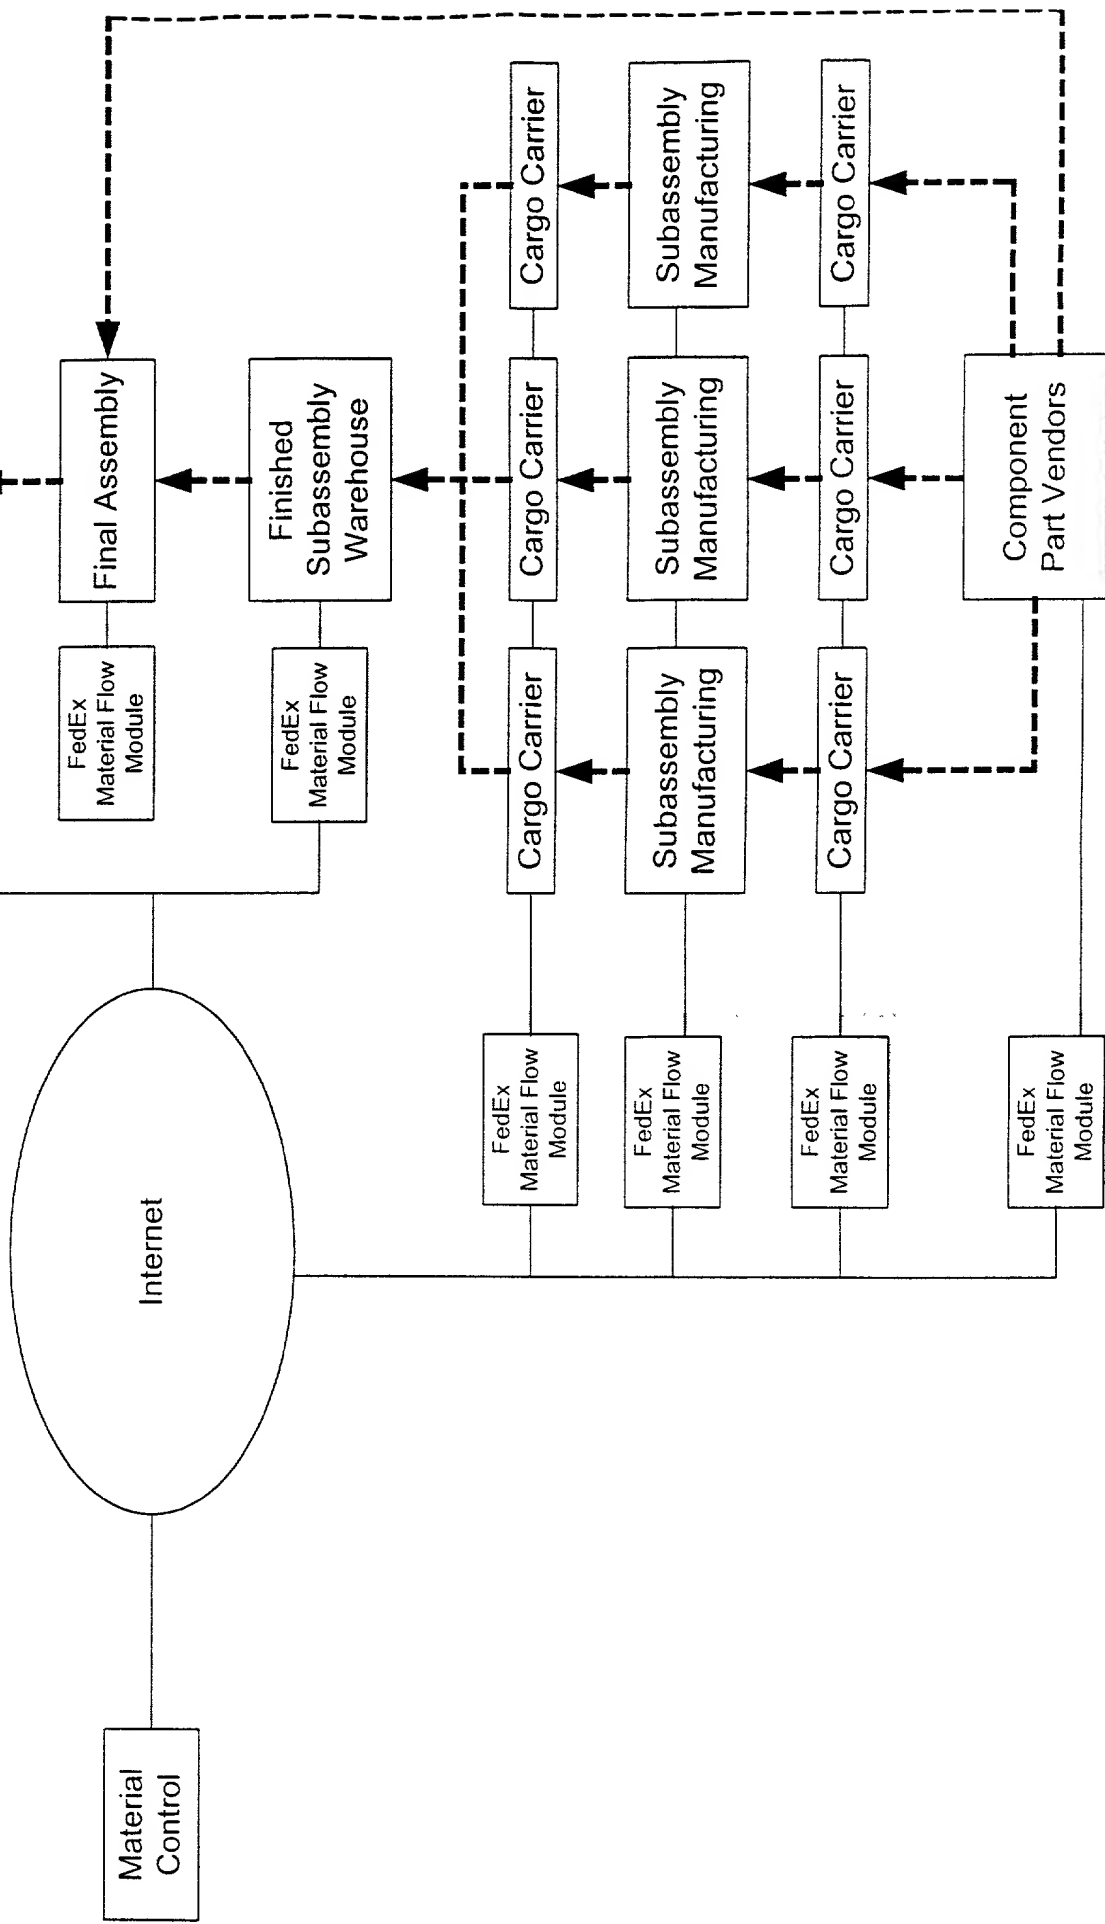 Final Assembly
Finished
Subassembly
Warehouse
Cargo Carrier
Subassembly
Manufacturing
Cargo Carrier
Cargo Carrier
Subassembly
Manufacturing
Cargo Carrier
Cargo Carrier
Subassembly
Manufacturing
Cargo Carrier
Component
Part Vendors
FedEx
Material Flow
Module
FedEx
Material Flow
Module
FedEx
Material Flow
Module
FedEx
Material Flow
Module
FedEx
Material Flow
Module
FedEx
Material Flow
Module
Internet
Material
Control